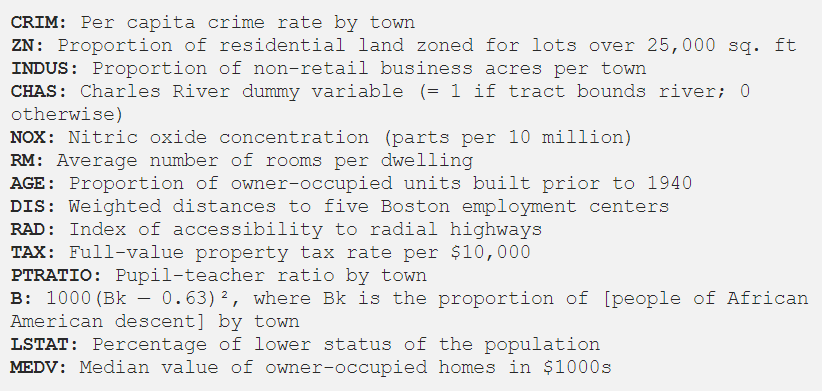 CRIM: Per capita crime rate by town
ZN: Proportion of residential land zoned for lots over 25,000 sq. ft
INDUS: Proportion of non-retail business acres per town
CHAS: Charles River dummy variable (= 1 if tract bounds river; 0
otherwise)
NOX: Nitric oxide concentration (parts per 10 million)
RM: Average number of rooms per dwelling
AGE: Proportion of owner-occupied units built prior to 1940
DIS: Weighted distances to five Boston employment centers
RAD: Index of accessibility to radial highways
TAX: Full-value property tax rate per $10,000
PTRATIO: Pupil-teacher ratio by town
B: 1000(Bk — 0.63)², where Bk is the proportion of [people of African
American descent] by town
LSTAT: Percentage of lower status of the population
MEDV: Median value of owner-occupied homes in $1000s